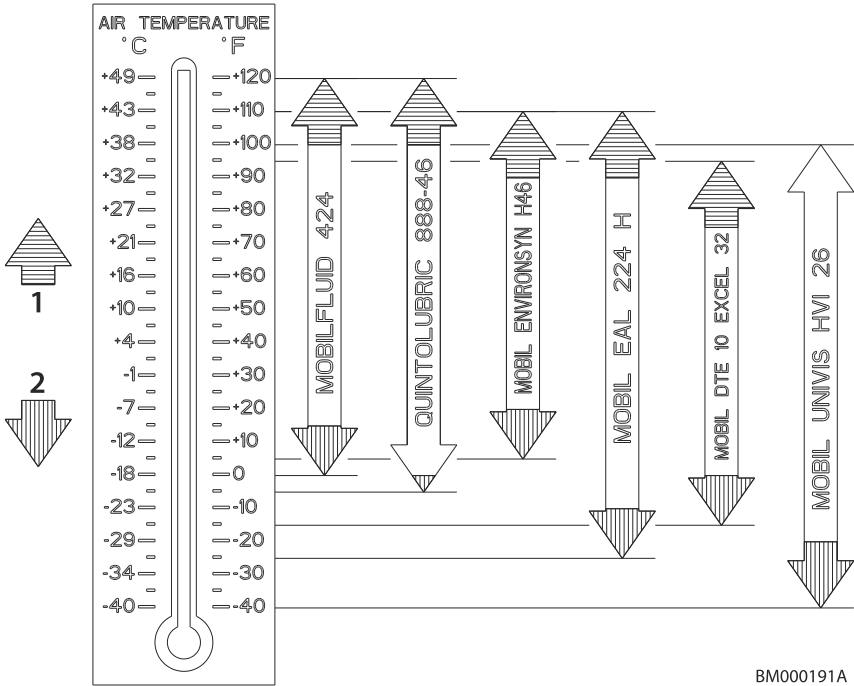 AIR TEMPERATURE
°C °F
+49 +120
+43 +110
+38 +100
+32 +90
+27 +80
+21 +70
+16 +60
+10 +50
+4 +40
-1 +30
-7 +20
-12 +10
-18 0
-23 -10
-29 -20
-34 -30
-40 -40
1
2
MOBILFLUID 424
QUINTOLUBRIC 888-46
MOBIL ENVIRONSYN H46
MOBIL EAL 224 H
MOBIL DTE 10 EXCEL 32
MOBIL UNIVIS HVI 26
BM000191A